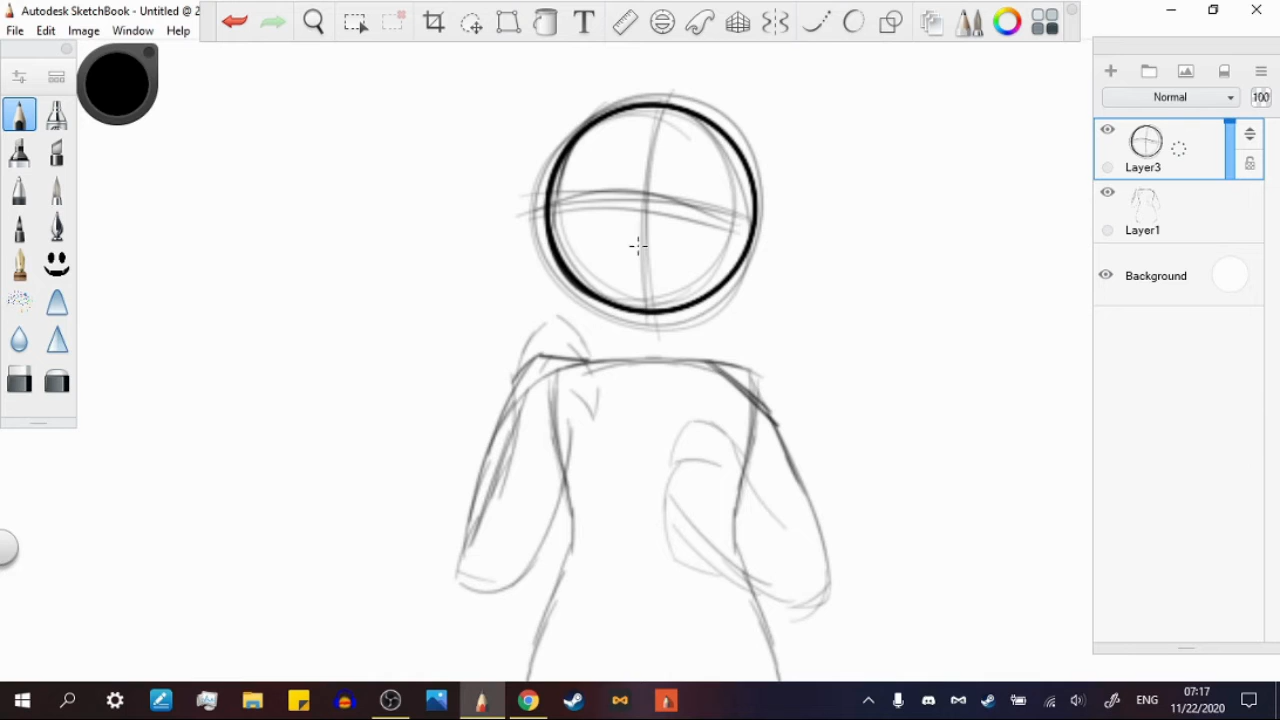 Autodesk SketchBook - Untitled @ 2
File Edit Image Window Help
T
Normal 100
Layer3
Layer1
Background
ENG
07:17
11/22/2020